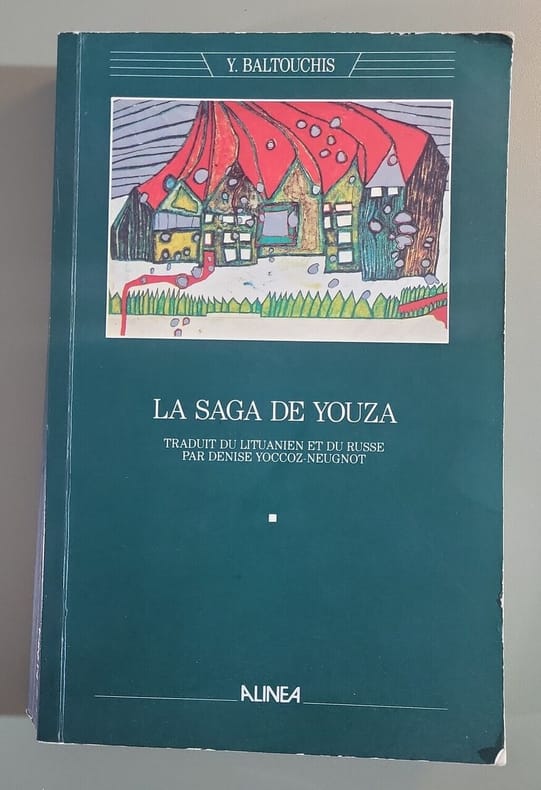 Y. BALTOUCHIS
LA SAGA DE YOUZA
TRADUIT DU LITUANIEN ET DU RUSSE
PAR DENISE YOCCOZ-NEUGNOT
ALINEA